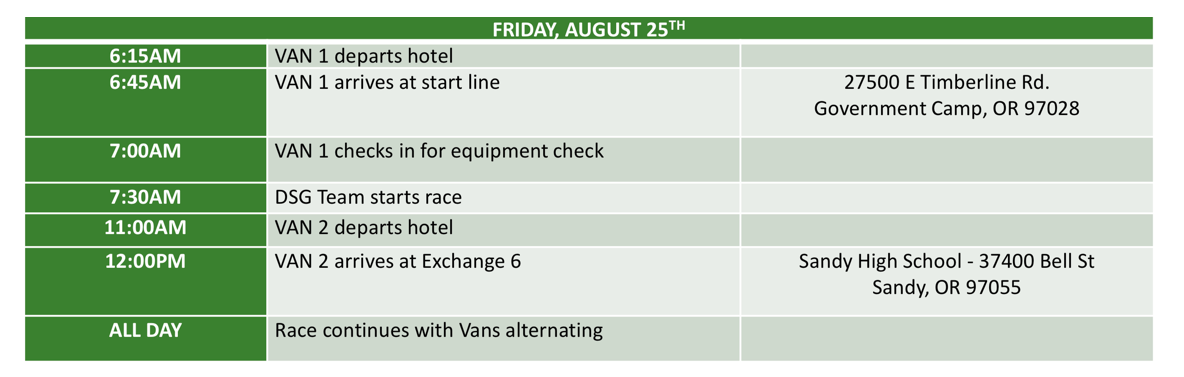 FRIDAY, AUGUST 25TH
6:15AM VAN 1 departs hotel
6:45AM VAN 1 arrives at start line 27500 E Timberline Rd.
Government Camp, OR 97028
7:00AM VAN 1 checks in for equipment check
7:30AM DSG Team starts race
11:00AM VAN 2 departs hotel
12:00PM VAN 2 arrives at Exchange 6 Sandy High School - 37400 Bell St
Sandy, OR 97055
ALL DAY Race continues with Vans alternating